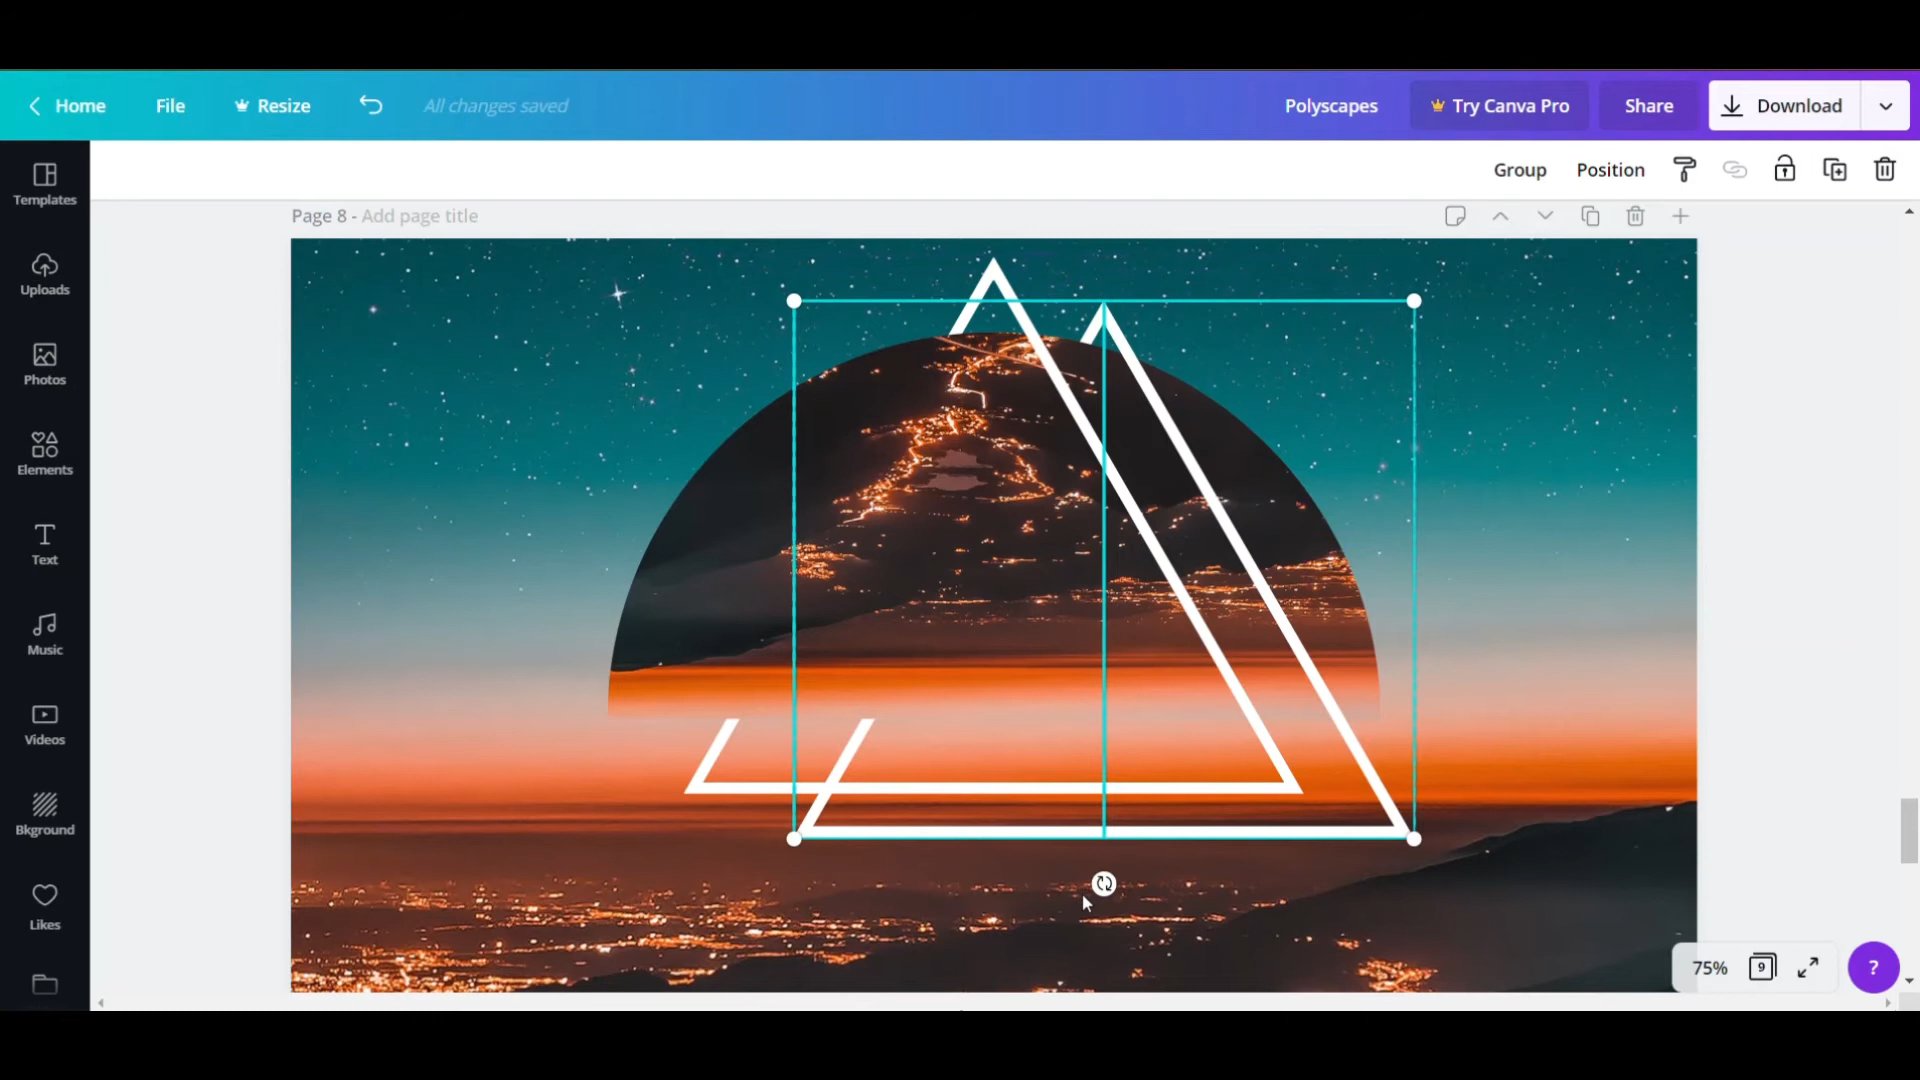 Home File Resize All changes saved Polyscapes Try Canva Pro Share Download
Group Position
Page 8 - Add page title
Templates
Uploads
Photos
Elements
Text
Music
Videos
Bkground
Likes
75% 9 ?